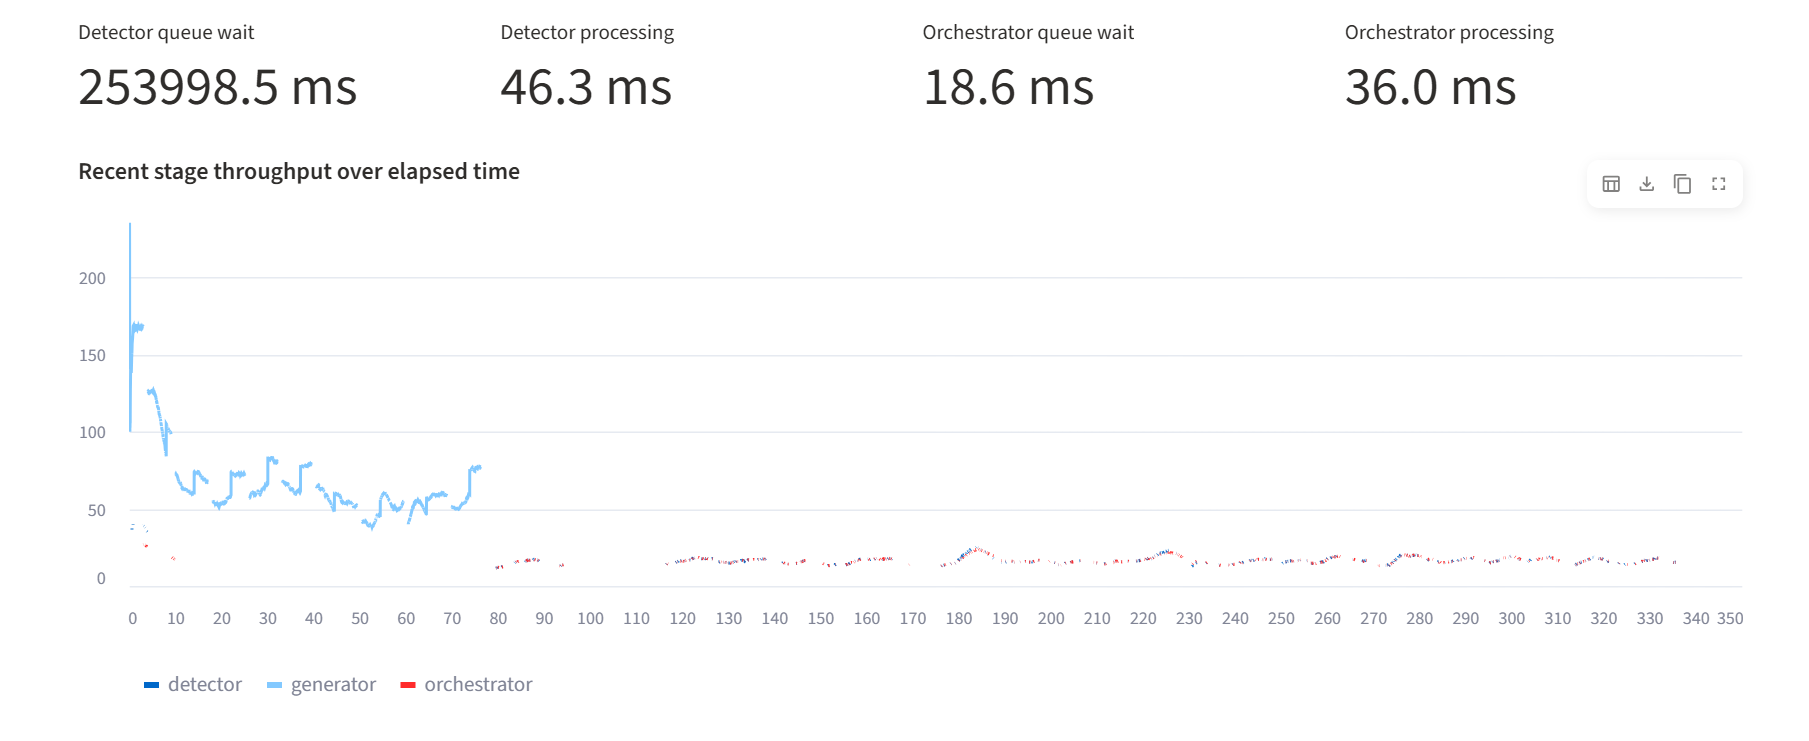 Detector queue wait
Detector processing
Orchestrator queue wait
Orchestrator processing
253998.5 ms
46.3 ms
18.6 ms
36.0 ms
Recent stage throughput over elapsed time
200
150
100
50
0
0 10 20 30 40 50 60 70 80 90 100 110 120 130 140 150 160 170 180 190 200 210 220 230 240 250 260 270 280 290 300 310 320 330 340 350
detector generator orchestrator